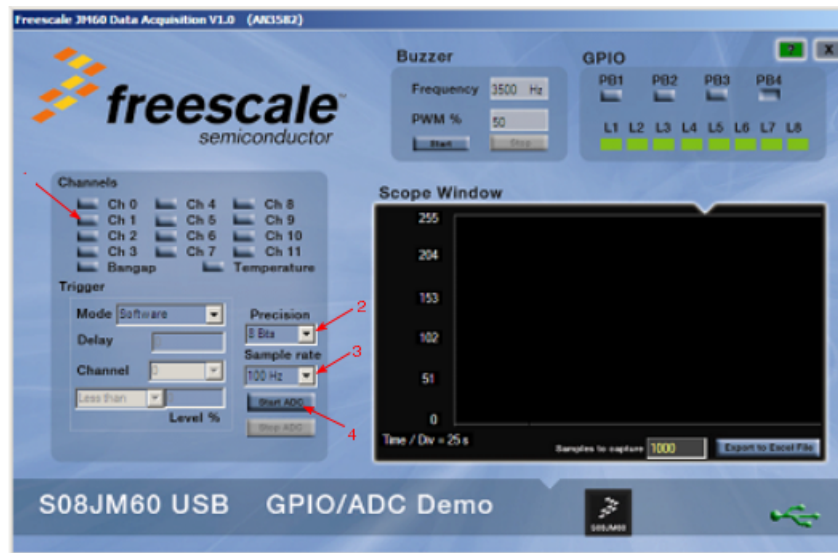 Freescale JM60 Data Acquisition V1.0 (AN3582)
? X
freescale™
semiconductor
Buzzer
Frequency 3500 Hz
PWM % 50
Start Stop
GPIO
PB1 PB2 PB3 PB4
L1 L2 L3 L4 L5 L6 L7 L8
Channels
Ch 0 Ch 4 Ch 8
Ch 1 Ch 5 Ch 9
Ch 2 Ch 6 Ch 10
Ch 3 Ch 7 Ch 11
Bangap Temperature
Trigger
Mode Software
Delay
Channel 0
Less than
Level %
Precision
8 Bits
Sample rate
100 Hz
Start ADC
Stop ADC
2
3
4
Scope Window
255
204
153
102
51
0
Time / Div = 25 s
Samples to capture 1000 Export to Excel File
S08JM60 USB GPIO/ADC Demo
S08JM60